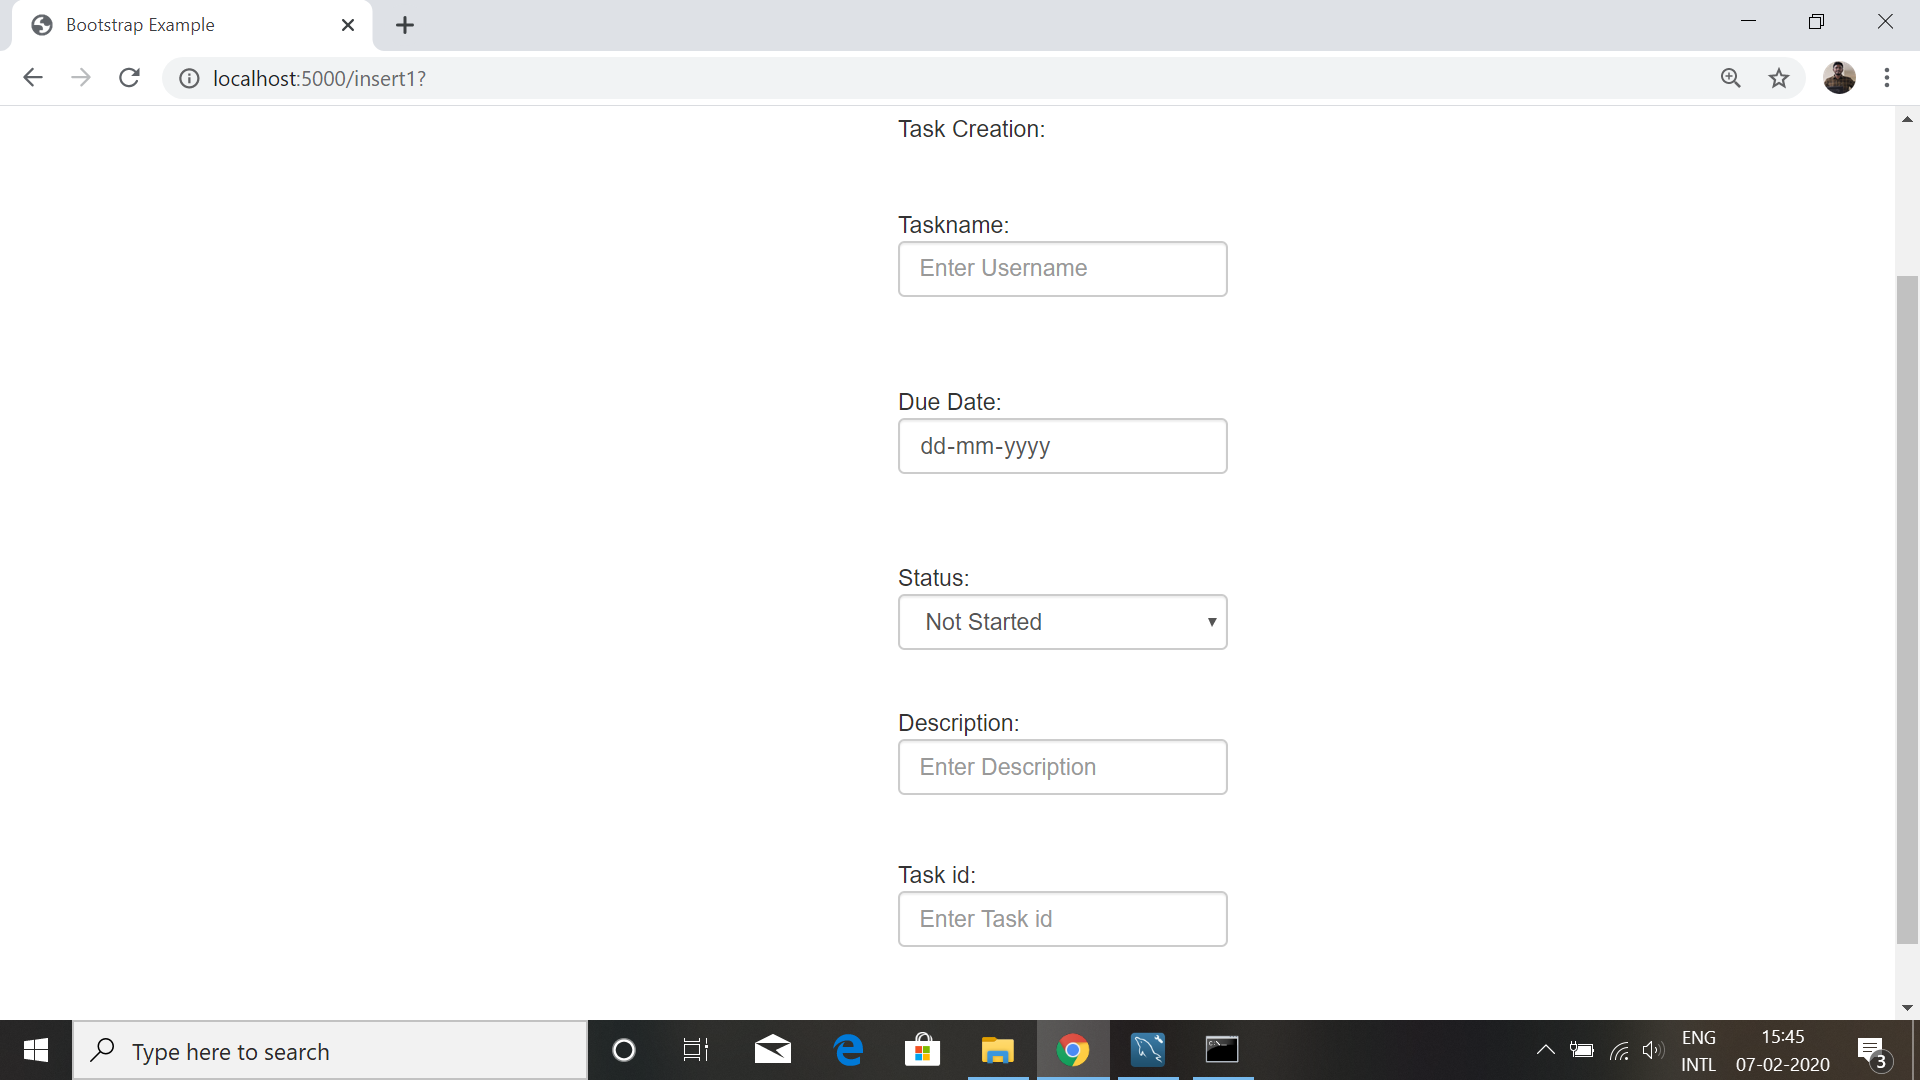 Bootstrap Example
localhost:5000/insert1?
Task Creation:
Taskname:
Enter Username
Due Date:
dd-mm-yyyy
Status:
Not Started
Description:
Enter Description
Task id:
Enter Task id
Type here to search
ENG
INTL
15:45
07-02-2020
3